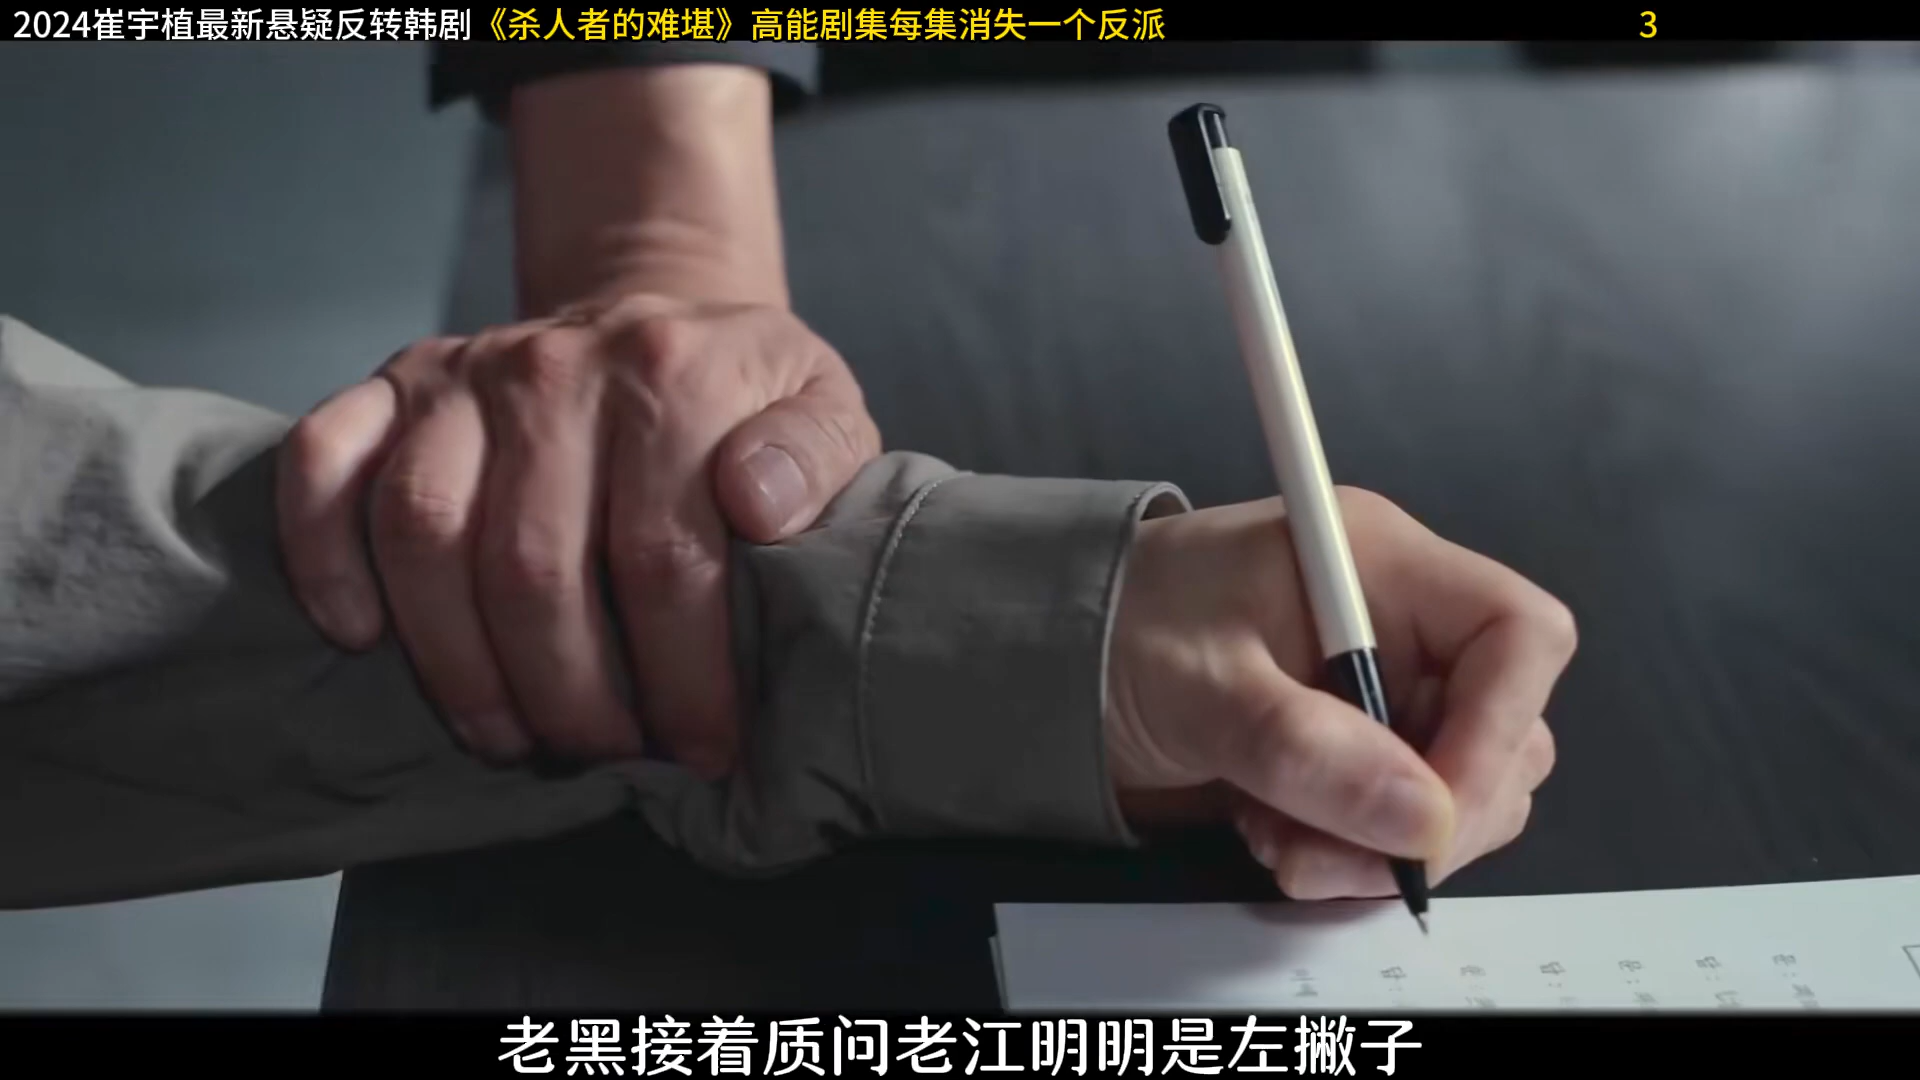 2024崔宇植最新悬疑反转韩剧《杀人者的难堪》高能剧集每集消失一个反派 3
老黑接着质问老江明明是左撇子